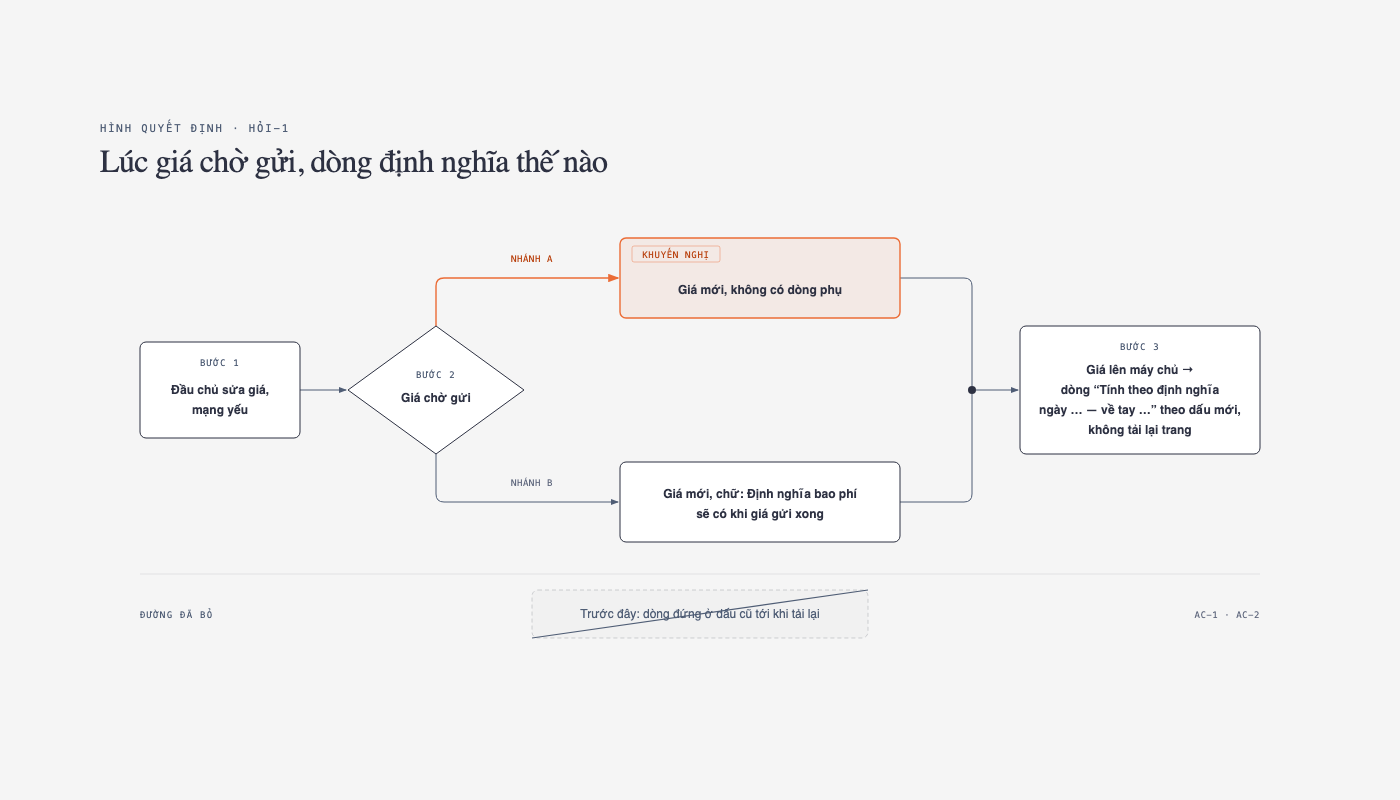 HÌNH QUYẾT ĐỊNH · HỎI-1
Lúc giá chờ gửi, dòng định nghĩa thế nào
NHÁNH A
KHUYẾN NGHỊ
Giá mới, không có dòng phụ
BƯỚC 1
Đầu chủ sửa giá,
mạng yếu
BƯỚC 2
Giá chờ gửi
BƯỚC 3
Giá lên máy chủ →
dòng “Tính theo định nghĩa
ngày … — về tay …” theo dấu mới,
không tải lại trang
NHÁNH B
Giá mới, chữ: Định nghĩa bao phí
sẽ có khi giá gửi xong
ĐƯỜNG ĐÃ BỎ
Trước đây: dòng đứng ở dấu cũ tới khi tải lại
AC-1 · AC-2